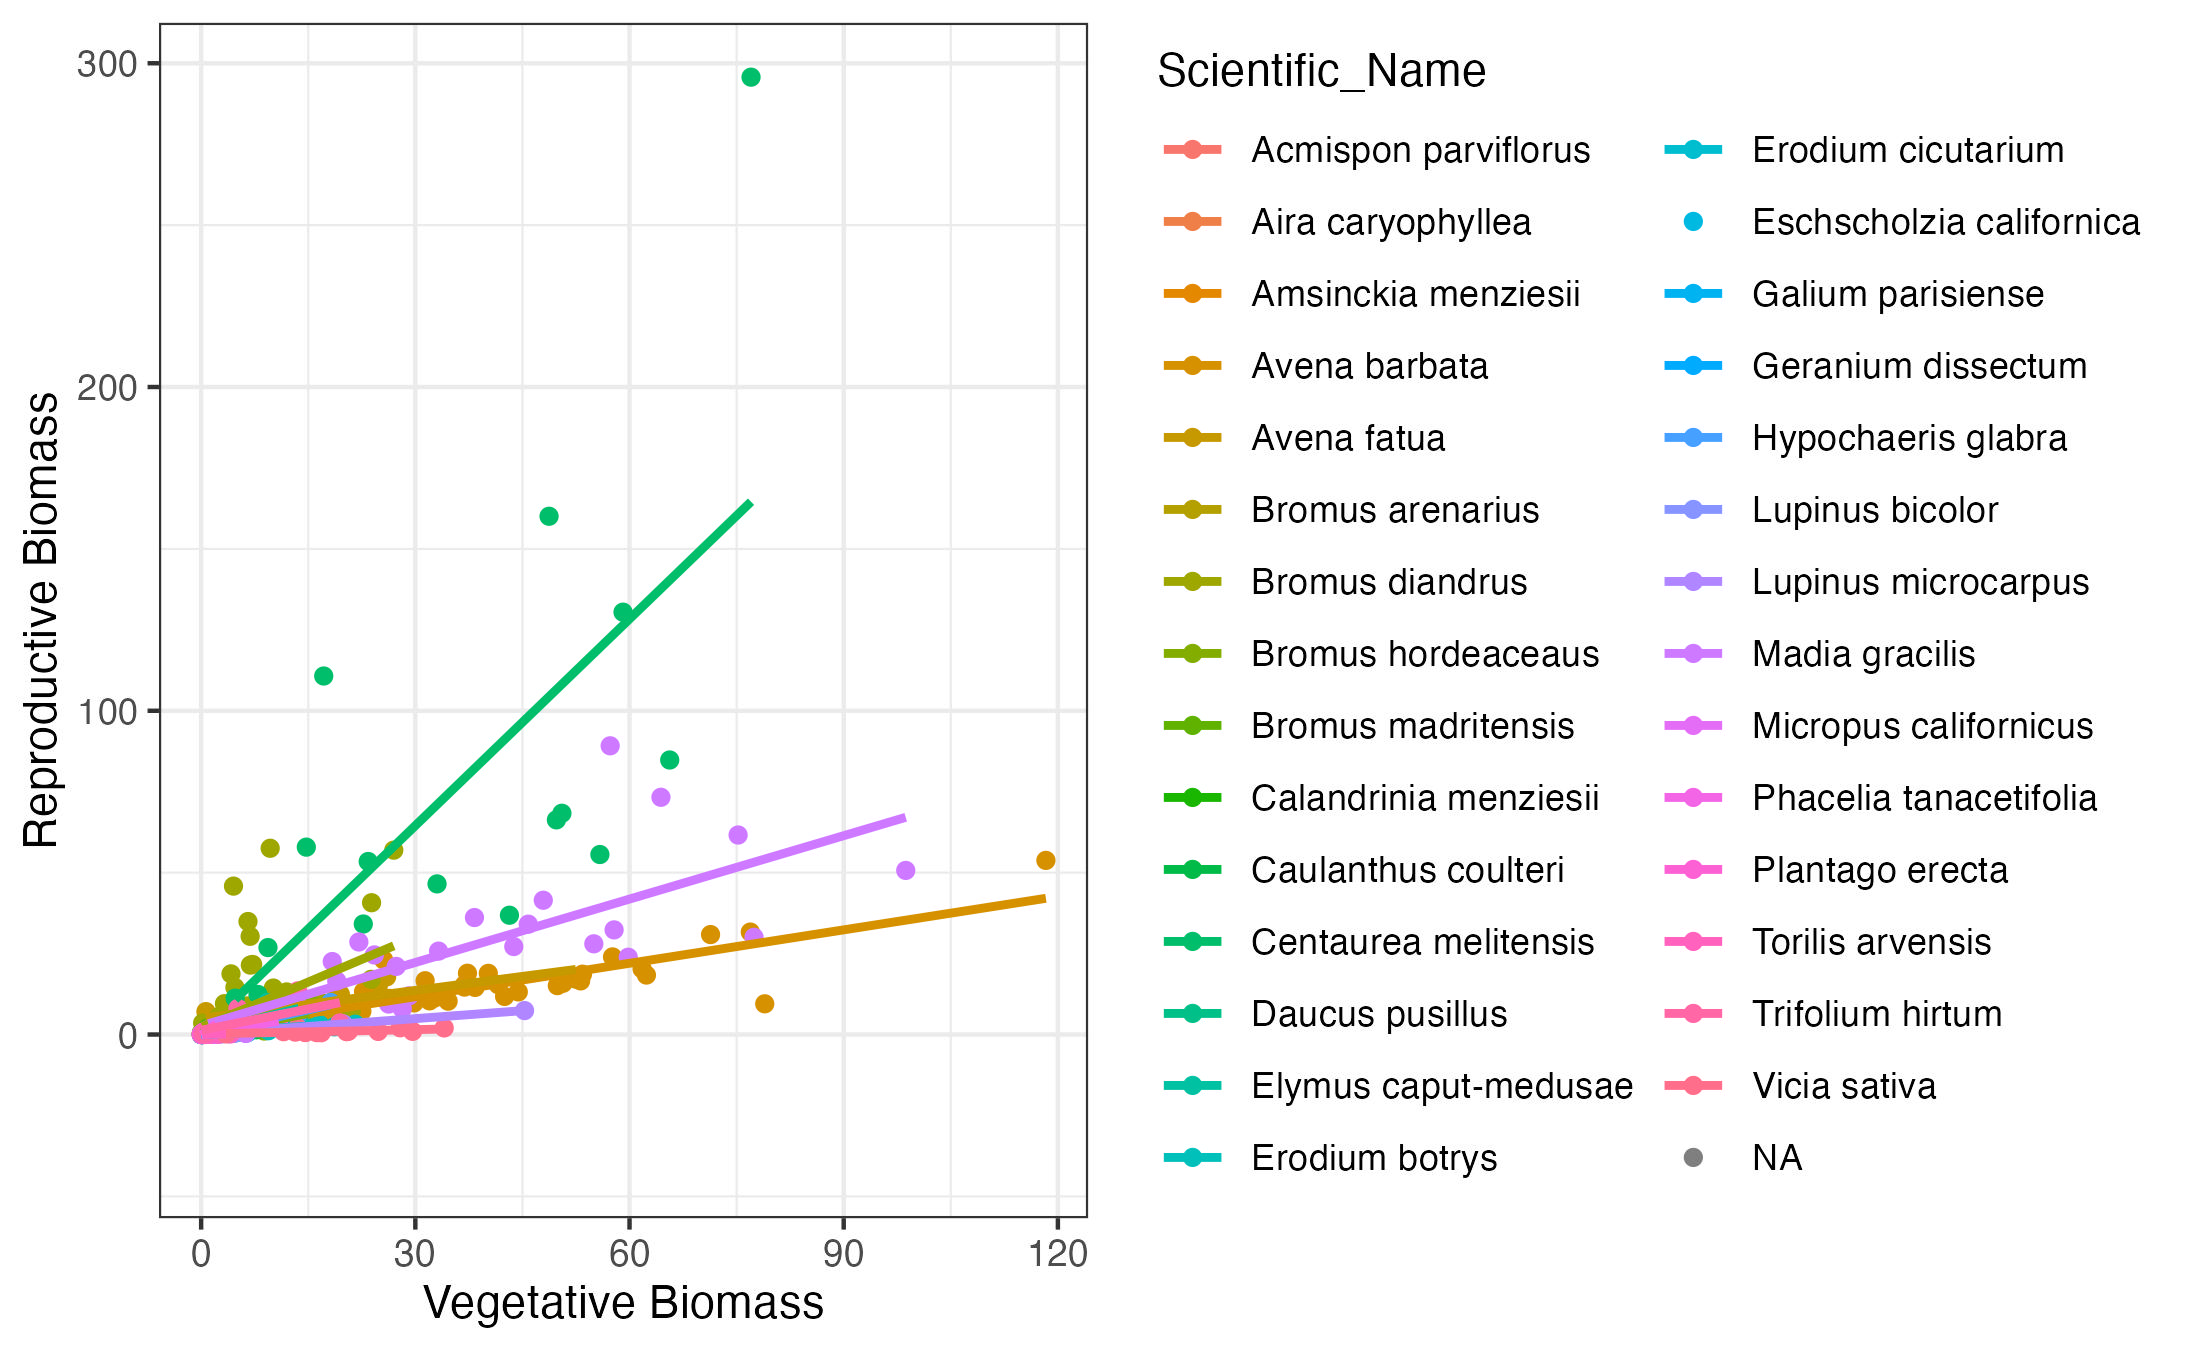 300
200
100
0
0 30 60 90 120
Vegetative Biomass
Reproductive Biomass
Scientific_Name
Acmispon parviflorus
Aira caryophyllea
Amsinckia menziesii
Avena barbata
Avena fatua
Bromus arenarius
Bromus diandrus
Bromus hordeaceaus
Bromus madritensis
Calandrinia menziesii
Caulanthus coulteri
Centaurea melitensis
Daucus pusillus
Elymus caput-medusae
Erodium botrys
Erodium cicutarium
Eschscholzia californica
Galium parisiense
Geranium dissectum
Hypochaeris glabra
Lupinus bicolor
Lupinus microcarpus
Madia gracilis
Micropus californicus
Phacelia tanacetifolia
Plantago erecta
Torilis arvensis
Trifolium hirtum
Vicia sativa
NA